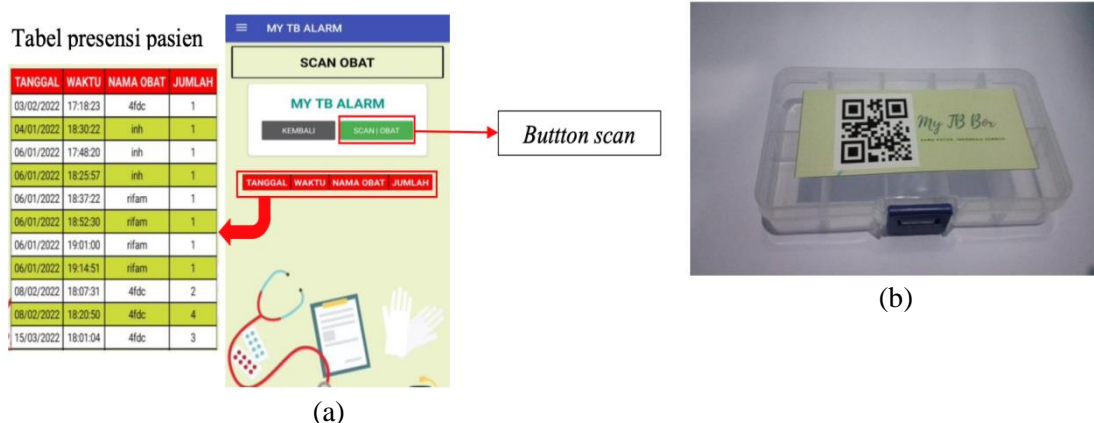 Tabel presensi pasien
TANGGAL WAKTU NAMA OBAT JUMLAH
03/02/2022 17:18:23 4fdc 1
04/01/2022 18:30:22 inh 1
06/01/2022 17:48:20 inh 1
06/01/2022 18:25:57 inh 1
06/01/2022 18:37:22 rifam 1
06/01/2022 18:52:30 rifam 1
06/01/2022 19:01:00 rifam 1
06/01/2022 19:14:51 rifam 1
08/02/2022 18:07:31 4fdc 2
08/02/2022 18:20:50 4fdc 4
15/03/2022 18:01:04 4fdc 3
MY TB ALARM
SCAN OBAT
MY TB ALARM
KEMBALI SCAN | OBAT
TANGGAL WAKTU NAMA OBAT JUMLAH
Buttton scan
(a)
My TB Box
(b)